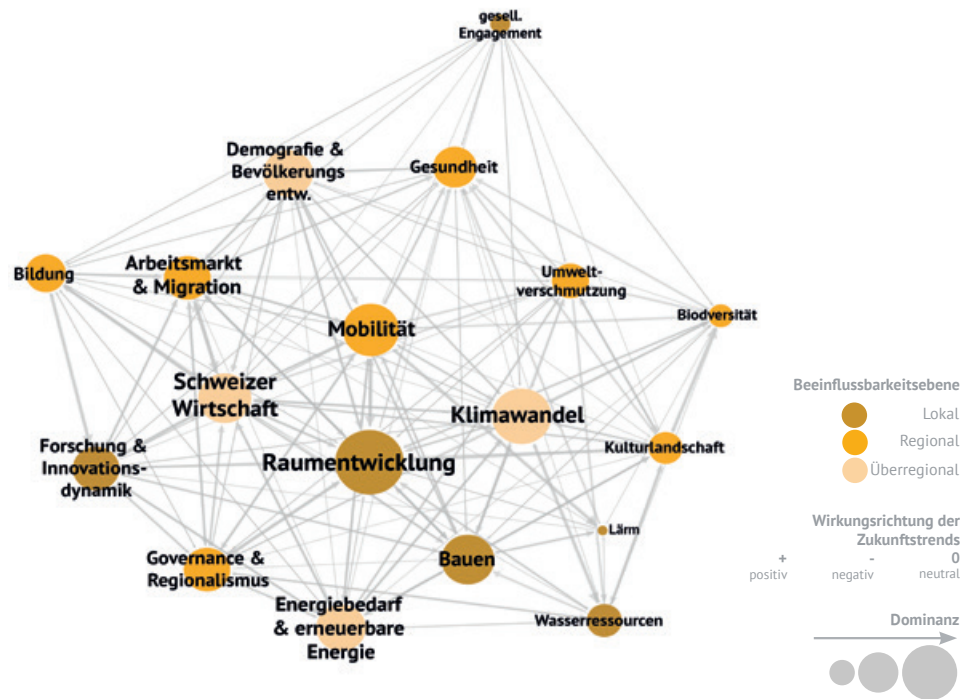 gesell.
Engagement
Demografie &
Bevölkerungs
entw.
Gesundheit
Bildung
Arbeitsmarkt
& Migration
Umwelt-
verschmutzung
Biodversität
Mobilität
Schweizer
Wirtschaft
Klimawandel
Forschung &
Innovations-
dynamik
Raumentwicklung
Kulturlandschaft
Lärm
Governance &
Regionalismus
Bauen
Energiebedarf
& erneuerbare
Energie
Wasserressourcen
Beeinflussbarkeitsebene
Lokal
Regional
Überregional
Wirkungsrichtung der
Zukunftstrends
+ - 0
positiv negativ neutral
Dominanz